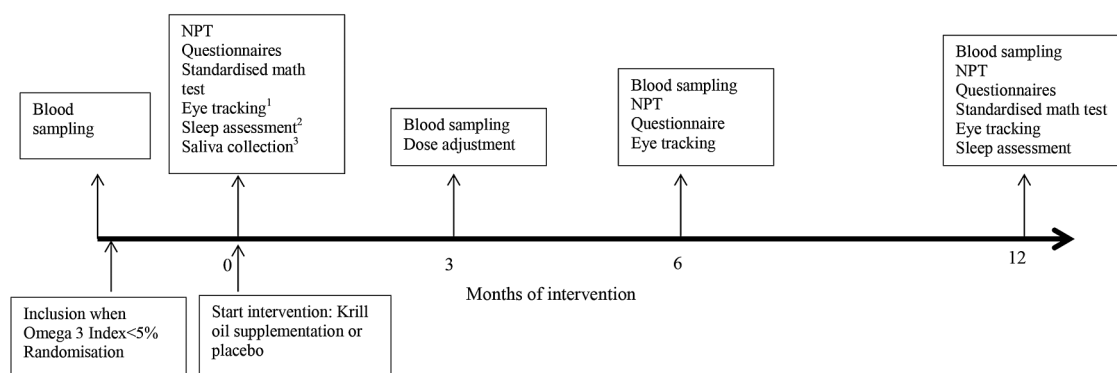 Blood
sampling
NPT
Questionnaires
Standardised math
test
Eye tracking¹
Sleep assessment²
Saliva collection³
Blood sampling
Dose adjustment
Blood sampling
NPT
Questionnaire
Eye tracking
Blood sampling
NPT
Questionnaires
Standardised math test
Eye tracking
Sleep assessment
0
3
6
12
Months of intervention
Inclusion when
Omega 3 Index<5%
Randomisation
Start intervention: Krill
oil supplementation or
placebo